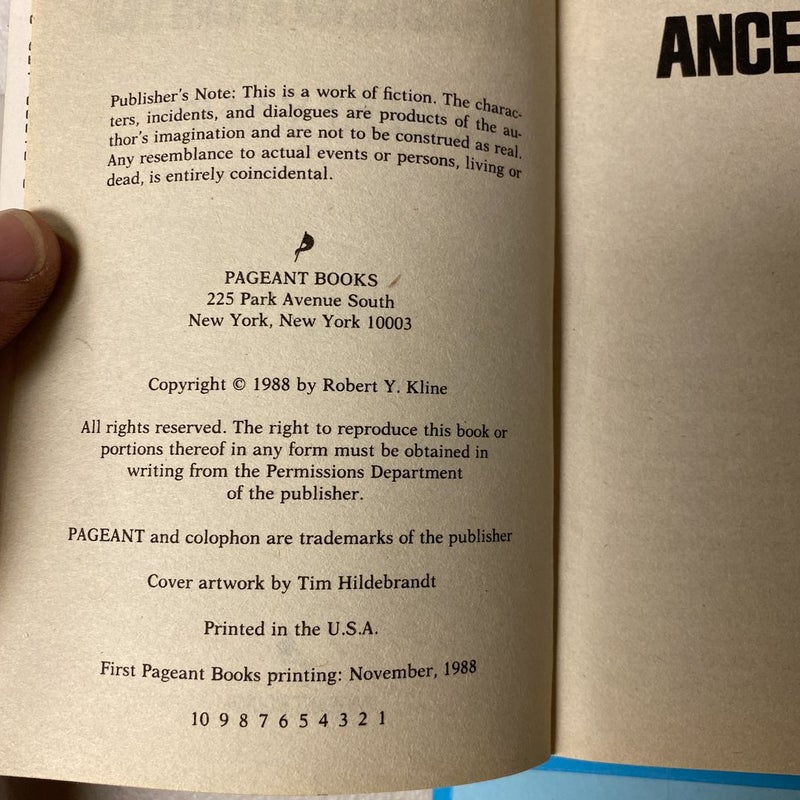 Publisher's Note: This is a work of fiction. The charac-
ters, incidents, and dialogues are products of the au-
thor's imagination and are not to be construed as real.
Any resemblance to actual events or persons, living or
dead, is entirely coincidental.
PAGEANT BOOKS
225 Park Avenue South
New York, New York 10003
Copyright © 1988 by Robert Y. Kline
All rights reserved. The right to reproduce this book or
portions thereof in any form must be obtained in
writing from the Permissions Department
of the publisher.
PAGEANT and colophon are trademarks of the publisher
Cover artwork by Tim Hildebrandt
Printed in the U.S.A.
First Pageant Books printing: November, 1988
10 9 8 7 6 5 4 3 2 1
ANCE